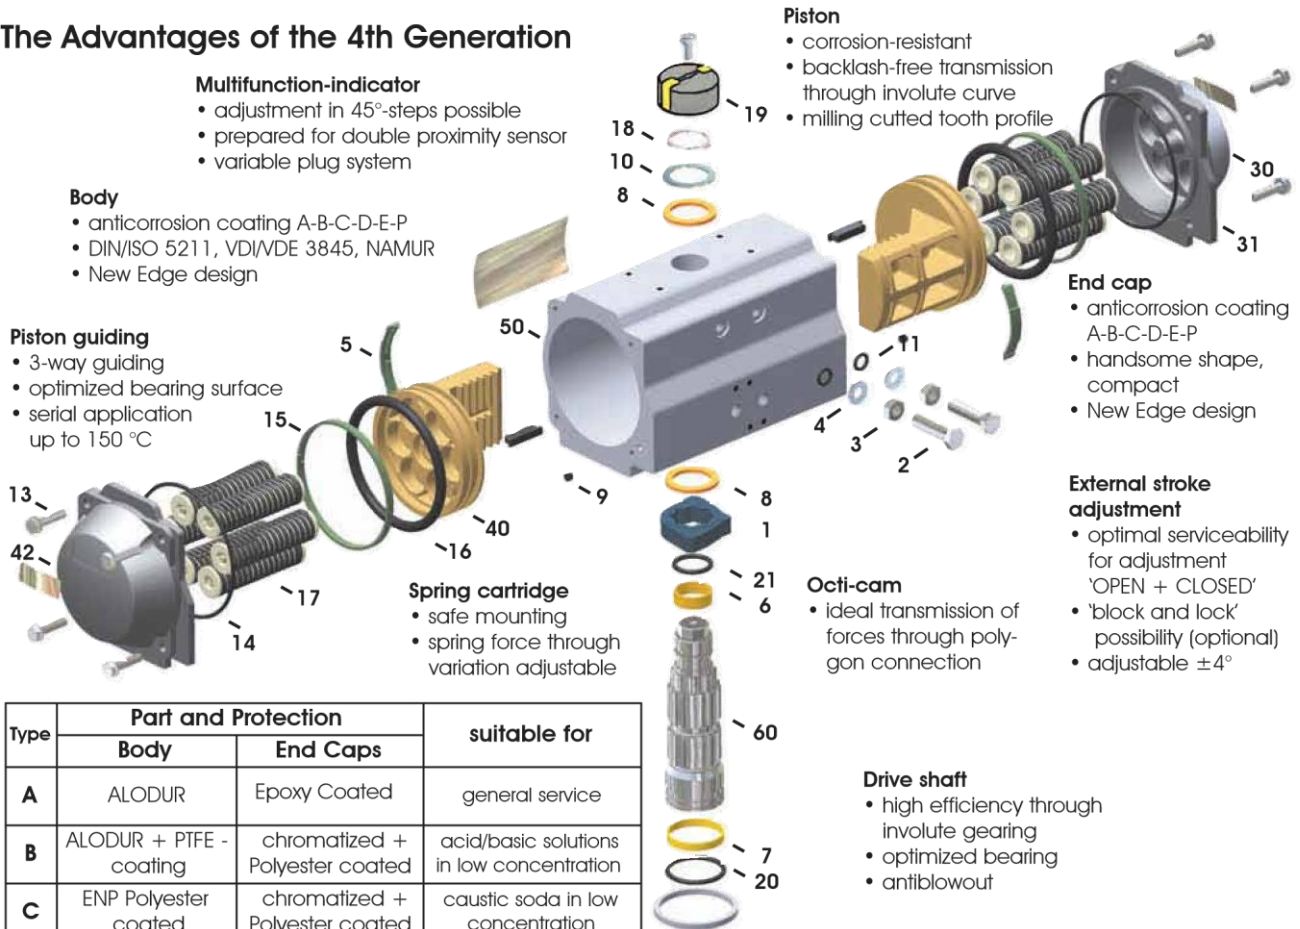 The Advantages of the 4th Generation
Multifunction-indicator
• adjustment in 45°-steps possible
• prepared for double proximity sensor
• variable plug system
Body
• anticorrosion coating A-B-C-D-E-P
• DIN/ISO 5211, VDI/VDE 3845, NAMUR
• New Edge design
Piston guiding
• 3-way guiding
• optimized bearing surface
• serial application
up to 150 °C
Piston
• corrosion-resistant
• backlash-free transmission
through involute curve
• milling cutted tooth profile
19
18
10
8
30
31
50
5
11
4
3
2
15
9
40
16
13
42
17
14
8
1
21
6
60
7
20
End cap
• anticorrosion coating
A-B-C-D-E-P
• handsome shape,
compact
• New Edge design
External stroke
adjustment
• optimal serviceability
for adjustment
'OPEN + CLOSED'
• 'block and lock'
possibility (optional)
• adjustable ±4°
Spring cartridge
• safe mounting
• spring force through
variation adjustable
Octi-cam
• ideal transmission of
forces through poly-
gon connection
Drive shaft
• high efficiency through
involute gearing
• optimized bearing
• antiblowout
Type
Part and Protection
suitable for
Body
End Caps
A
ALODUR
Epoxy Coated
general service
B
ALODUR + PTFE -
coating
chromatized +
Polyester coated
acid/basic solutions
in low concentration
C
ENP Polyester
coated
chromatized +
Polyester coated
caustic soda in low
concentration